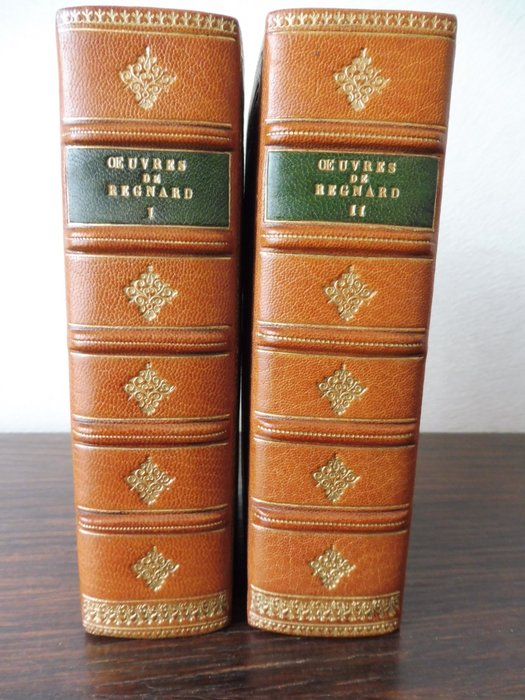 ŒUVRES
DE
REGNARD
I
ŒUVRES
DE
REGNARD
II